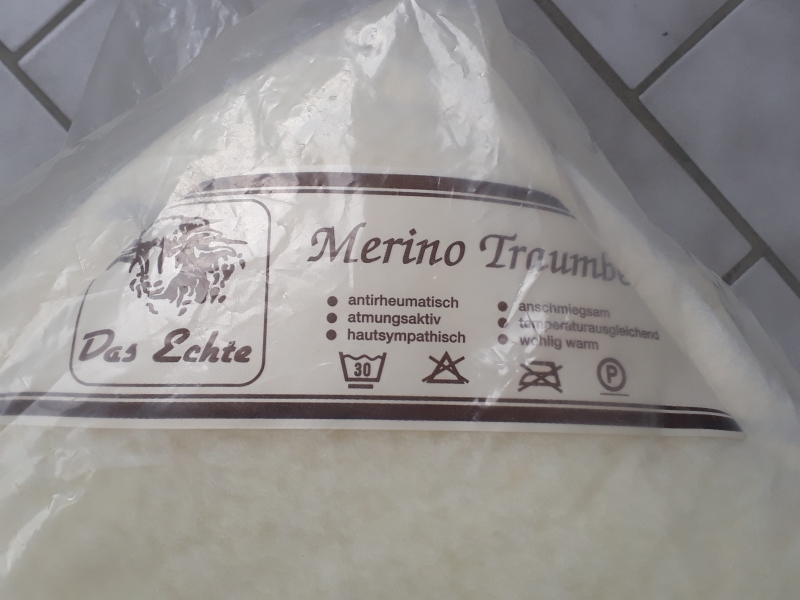 Merino Traumbe
Das Echte
antirheumatisch
atmungsaktiv
hautsympathisch
anschmiegsam
temperaturausgleichend
wohlig warm
30
P